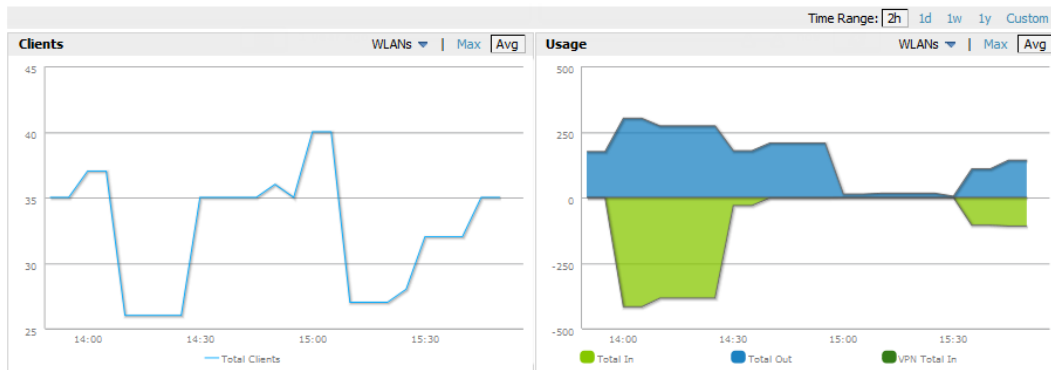 Time Range: 2h 1d 1w 1y Custom
Clients WLANs | Max Avg
45
40
35
30
25
14:00 14:30 15:00 15:30
Total Clients
Usage WLANs | Max Avg
500
250
0
-250
-500
14:00 14:30 15:00 15:30
Total In Total Out VPN Total In